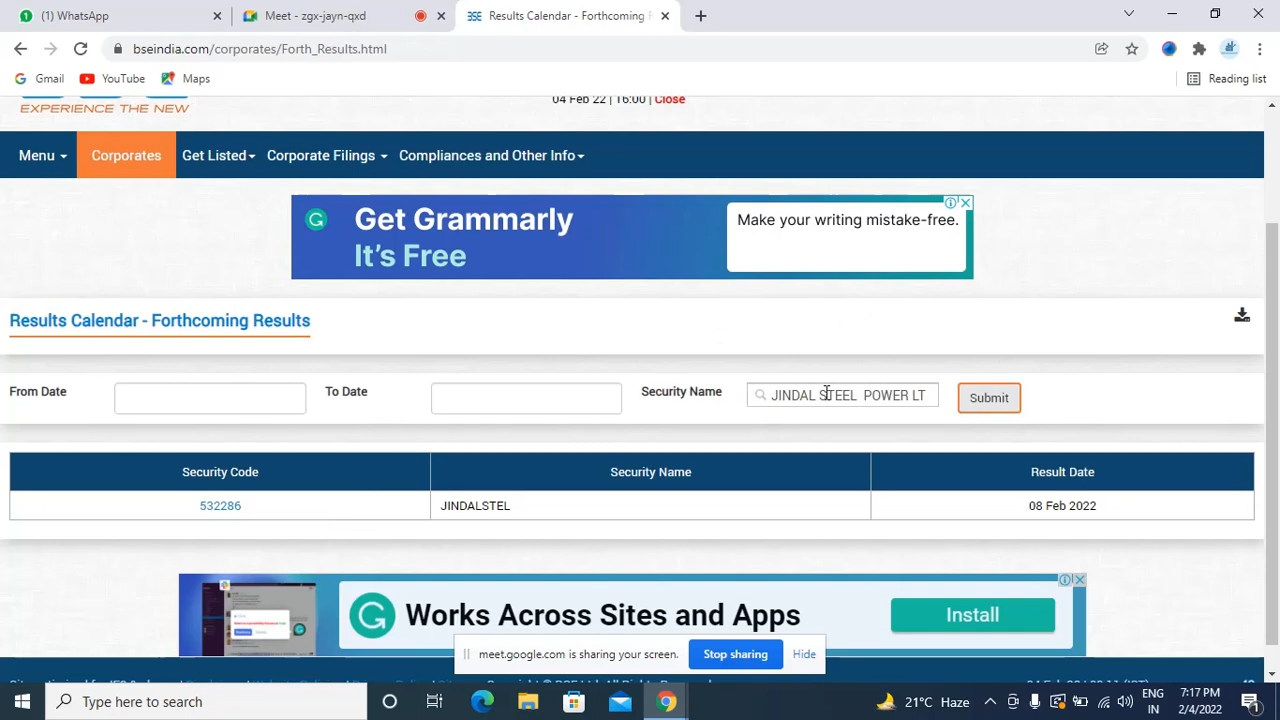 (1) WhatsApp
Meet - zgx-jayn-qxd
Results Calendar - Forthcoming
bseindia.com/corporates/Forth_Results.html
Gmail
YouTube
Maps
Reading list
EXPERIENCE THE NEW
04 Feb 22 | 16:00 | Close
Menu
Corporates
Get Listed
Corporate Filings
Compliances and Other Info
Get Grammarly
It's Free
Make your writing mistake-free.
Results Calendar - Forthcoming Results
From Date
To Date
Security Name
JINDAL STEEL POWER LT
Submit
Security Code Security Name Result Date
532286 JINDALSTEL 08 Feb 2022
Works Across Sites and Apps
Install
meet.google.com is sharing your screen.
Stop sharing
Hide
Type here to search
21°C Haze
ENG
IN
7:17 PM
2/4/2022
1